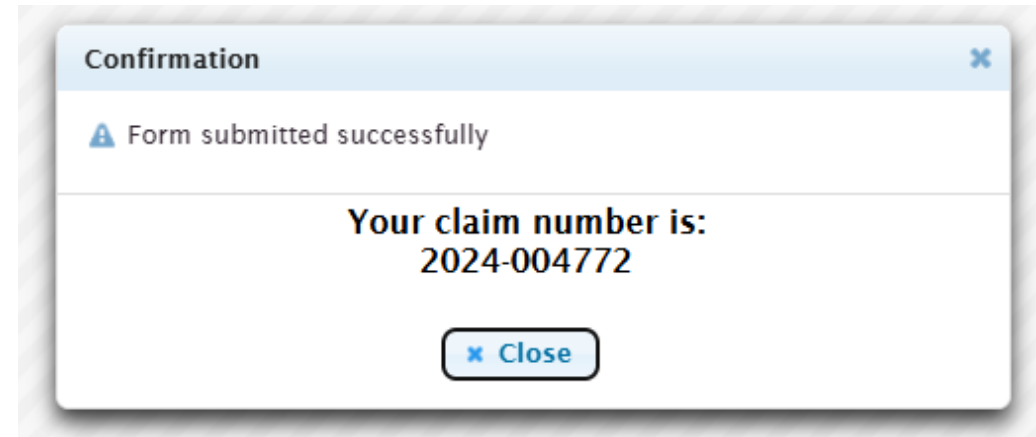 Confirmation
Form submitted successfully
Your claim number is:
2024-004772
Close